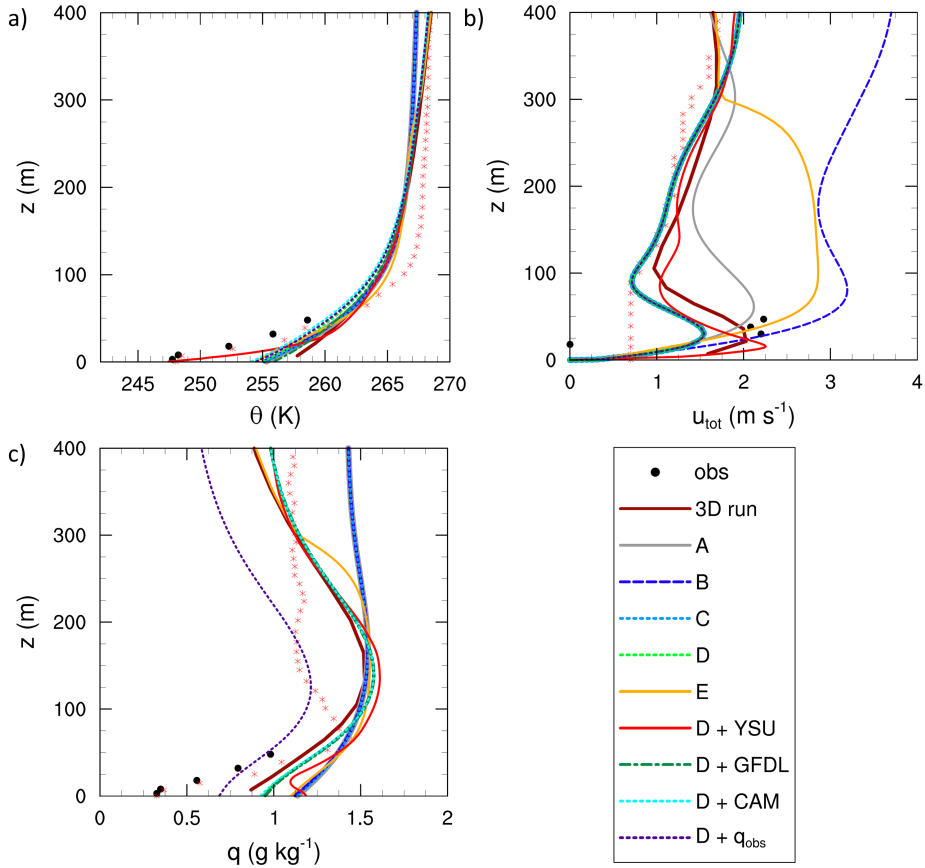 a)
400
300
200
100
0
z (m)
245 250 255 260 265 270
θ (K)
b)
400
300
200
100
0
z (m)
0 1 2 3 4
u_tot (m s⁻¹)
c)
400
300
200
100
0
z (m)
0 0.5 1 1.5 2
q (g kg⁻¹)
obs
3D run
A
B
C
D
E
D + YSU
D + GFDL
D + CAM
D + q_obs